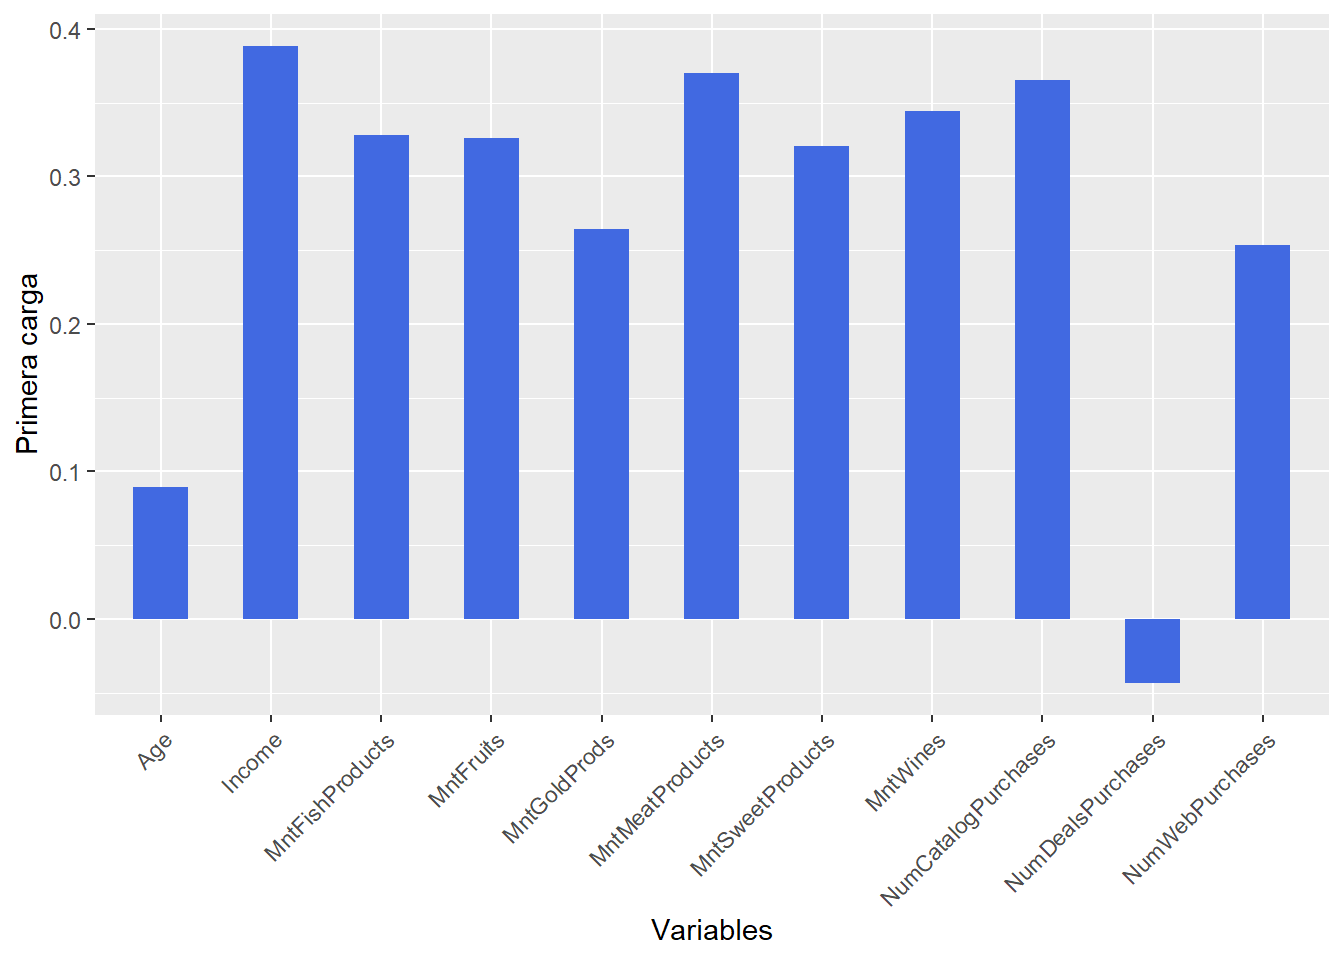 0.4
0.3
0.2
0.1
0.0
Primera carga
Age
Income
MntFishProducts
MntFruits
MntGoldProds
MntMeatProducts
MntSweetProducts
MntWines
NumCatalogPurchases
NumDealsPurchases
NumWebPurchases
Variables